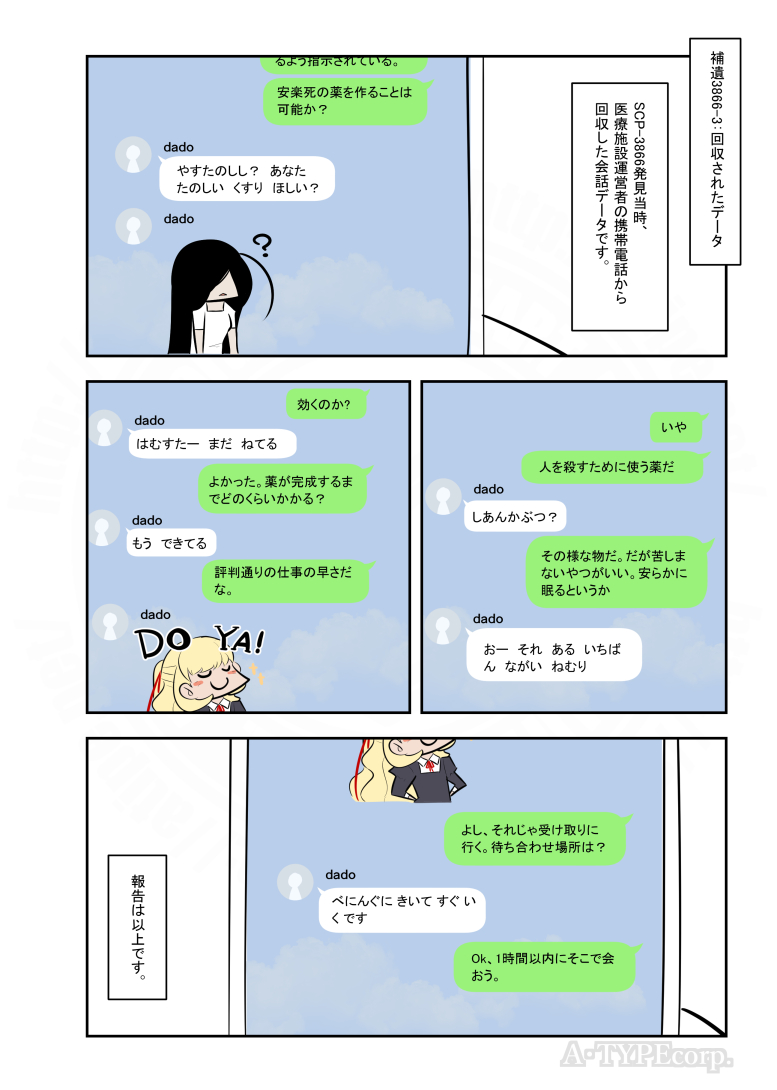 補遺3866-3：回収されたデータ
SCP-3866発見当時、
医療施設運営者の携帯電話から
回収した会話データです。
るよう指示されている。
安楽死の薬を作ることは
可能か？
dado
やすたのしし？　あなた
たのしい　くすり　ほしい？
dado
?
いや
人を殺すために使う薬だ
dado
しあんかぶつ？
その様な物だ。だが苦しま
ないやつがいい。安らかに
眠るというか
dado
おー　それ　ある　いちば
ん　ながい　ねむり
効くのか?
dado
はむすたー　まだ　ねてる
よかった。薬が完成するま
でどのくらいかかる？
dado
もう　できてる
評判通りの仕事の早さだ
な。
dado
DO YA!
よし、それじゃ受け取りに
行く。待ち合わせ場所は？
dado
べにんぐに きいて すぐ い
くです
Ok、1時間以内にそこで会
おう。
報告は以上です。
A-TYPEcorp.